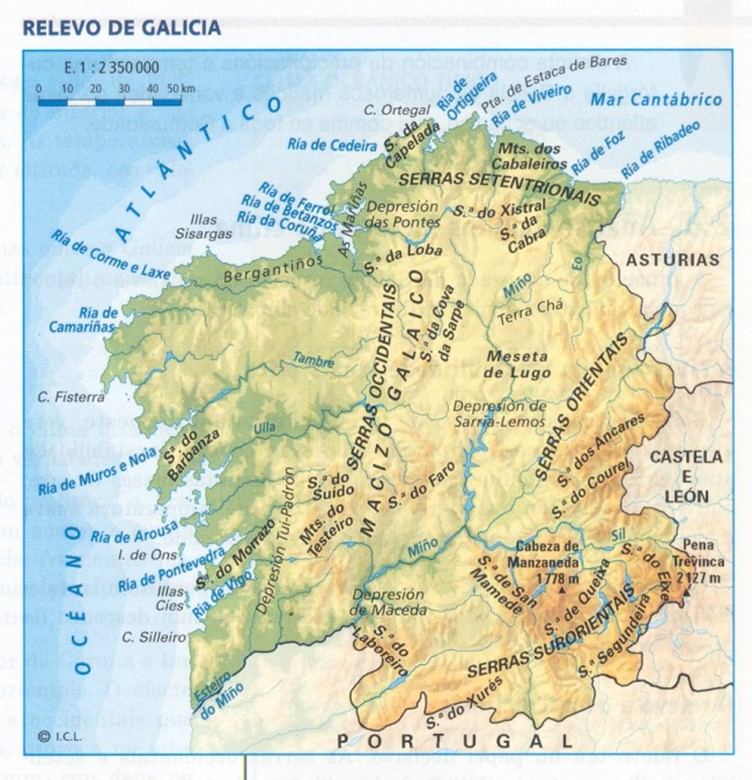 RELEVO DE GALICIA
E. 1 : 2 350 000
0 10 20 30 40 50 km
OCÉANO ATLÁNTICO
Mar Cantábrico
C. Ortegal
Ría de
Ortigueira
Pta. de Estaca de Bares
Ría de Viveiro
Ría de Foz
Ría de Ribadeo
Ría de Cedeira
S.ª da
Capelada
Mts. dos
Cabaleiros
SERRAS SETENTRIONAIS
Ría de Ferrol
Ría de Betanzos
Ría da Coruña
As Mariñas
Depresión
das Pontes
S.ª do Xistral
S.ª da
Cabra
Illas
Sisargas
Ría de Corme e Laxe
Bergantiños
S.ª da Loba
Eo
ASTURIAS
Miño
Terra Chá
Ría de
Camariñas
SERRAS OCCIDENTAIS
MACIZO GALAICO
S.ª da Cova
da Sarpe
Tambre
Meseta
de Lugo
SERRAS ORIENTAIS
C. Fisterra
Depresión de
Sarria-Lemos
S.ª do
Barbanza
Ulla
S.ª dos Ancares
S.ª do Courel
CASTELA
E
LEÓN
Ría de Muros e Noia
S.ª do
Suído
S.ª do Faro
Mts. do
Testeiro
Depresión Tui-Padrón
Ría de Arousa
I. de Ons
Ría de Pontevedra
S.ª do Morrazo
Miño
Sil
Cabeza de
Manzaneda
1778 m
S.ª do Eixe
Pena
Trevinca
2127 m
Illas
Cíes
Ría de Vigo
S.ª de San
Mamede
S.ª de Queixa
Depresión
de Maceda
C. Silleiro
S.ª do
Laboreiro
SERRAS SURORIENTAIS
S.ª Segundeira
Esteiro
do Miño
S.ª do Xurés
© I.C.L.
PORTUGAL